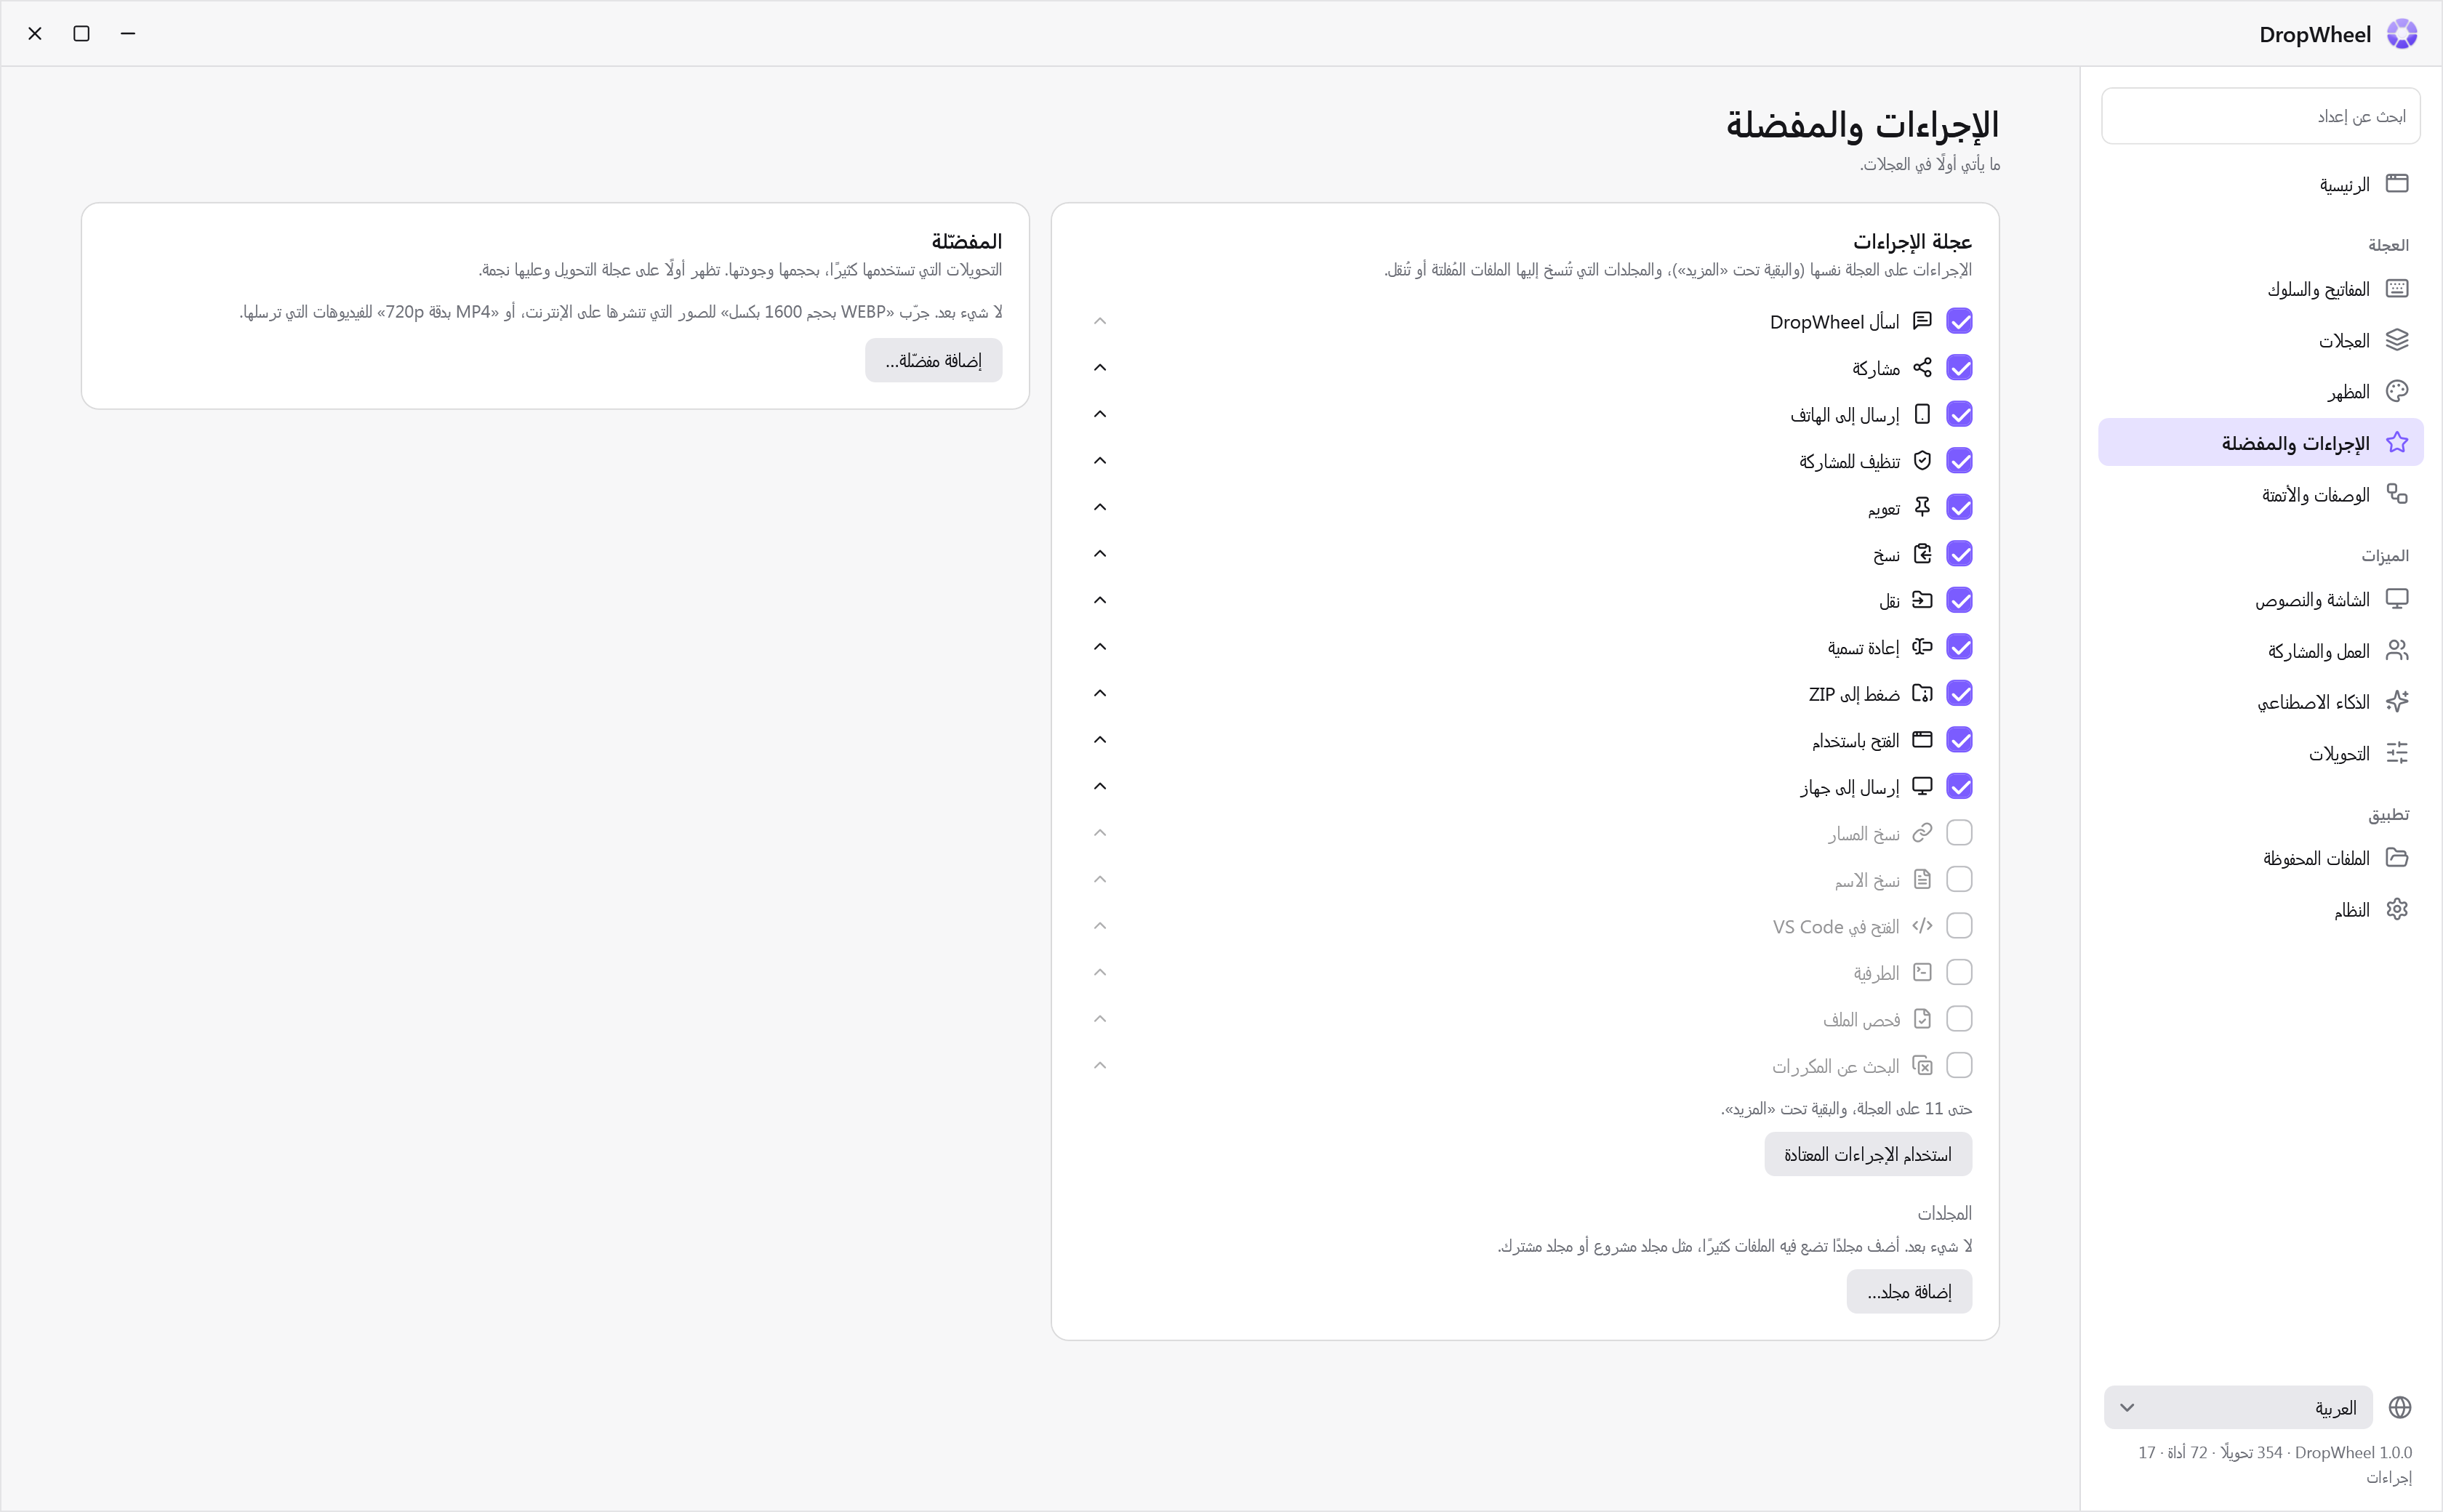 DropWheel
ابحث عن إعداد
الرئيسية
العجلة
المفاتيح والسلوك
العجلات
المظهر
الإجراءات والمفضلة
الوصفات والأتمتة
الميزات
الشاشة والنصوص
العمل والمشاركة
الذكاء الاصطناعي
التحويلات
تطبيق
الملفات المحفوظة
النظام
العربية
DropWheel 1.0.0 · 354 تحويلًا · 72 أداة · 17
إجراءات
الإجراءات والمفضلة
ما يأتي أولًا في العجلات.
عجلة الإجراءات
الإجراءات على العجلة نفسها (والبقية تحت «المزيد»)، والمجلدات التي تُنسخ إليها الملفات المُفلتة أو تُنقل.
اسأل DropWheel
مشاركة
إرسال إلى الهاتف
تنظيف للمشاركة
تعويم
نسخ
نقل
إعادة تسمية
ضغط إلى ZIP
الفتح باستخدام
إرسال إلى جهاز
نسخ المسار
نسخ الاسم
الفتح في VS Code
الطرفية
فحص الملف
البحث عن المكررات
حتى 11 على العجلة، والبقية تحت «المزيد».
استخدام الإجراءات المعتادة
المجلدات
لا شيء بعد. أضف مجلدًا تضع فيه الملفات كثيرًا، مثل مجلد مشروع أو مجلد مشترك.
إضافة مجلد...
المفضّلة
التحويلات التي تستخدمها كثيرًا، بحجمها وجودتها. تظهر أولًا على عجلة التحويل وعليها نجمة.
لا شيء بعد. جرّب «WEBP بحجم 1600 بكسل» للصور التي تنشرها على الإنترنت، أو «MP4 بدقة 720p» للفيديوهات التي ترسلها.
إضافة مفضّلة...